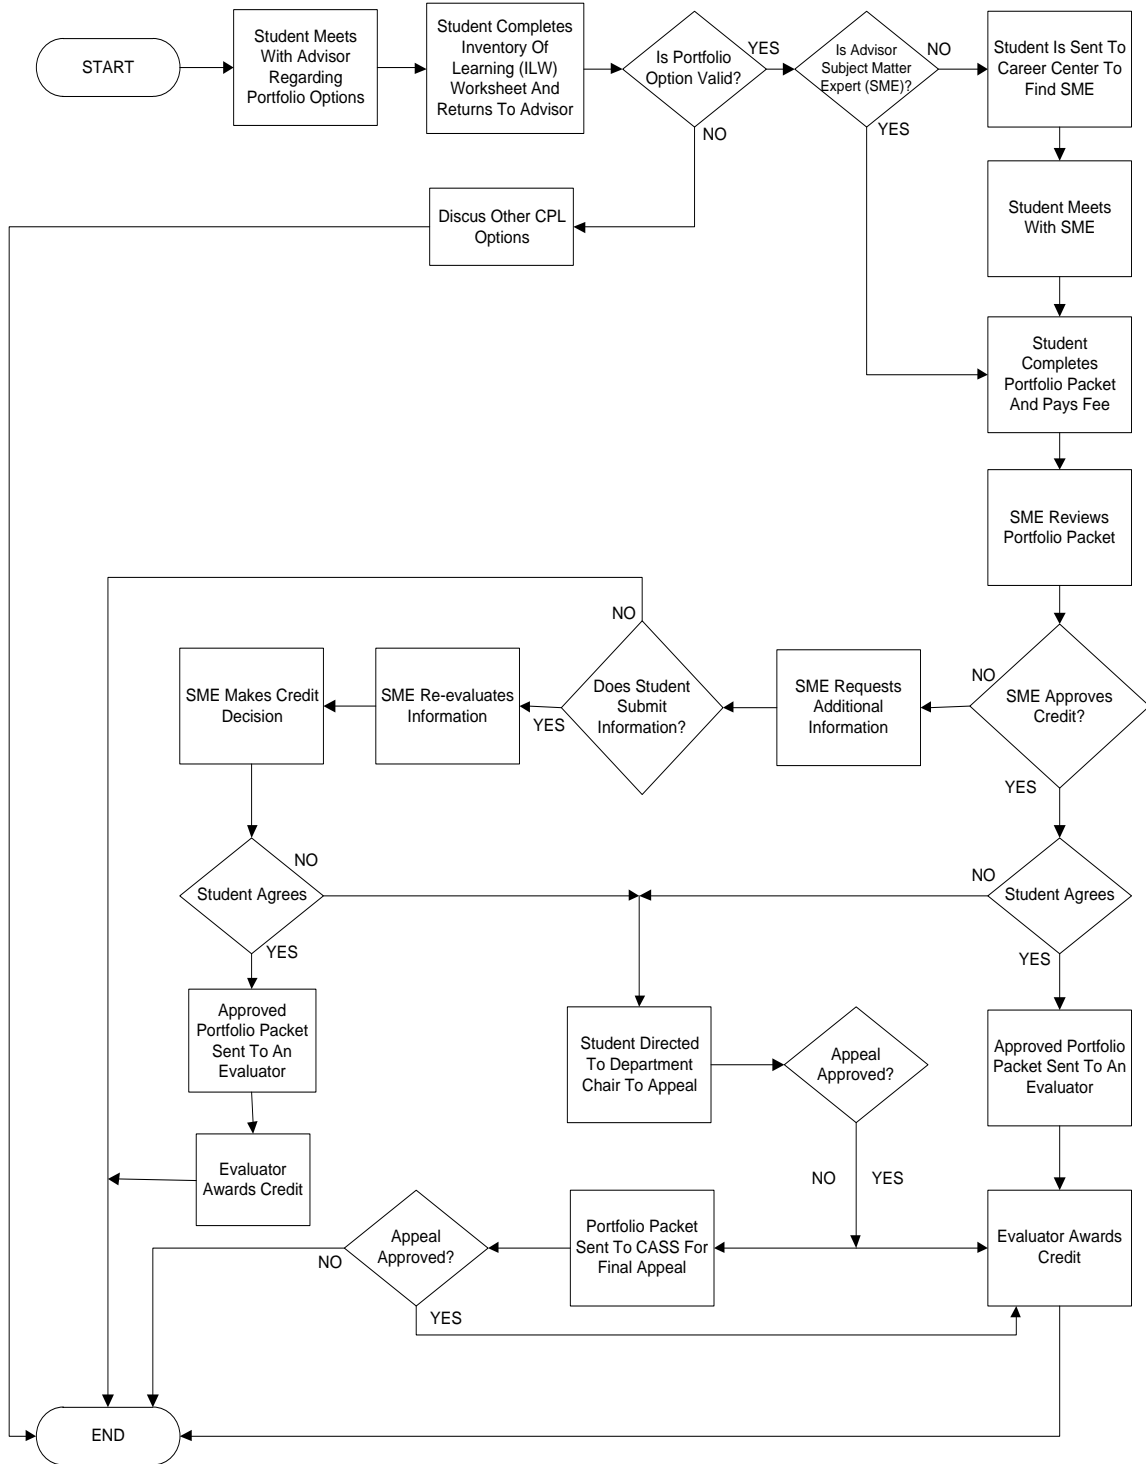 START
Student Meets
With Advisor
Regarding
Portfolio Options
Student Completes
Inventory Of
Learning (ILW)
Worksheet And
Returns To Advisor
Is Portfolio
Option Valid?
YES
NO
Is Advisor
Subject Matter
Expert (SME)?
NO
YES
Student Is Sent To
Career Center To
Find SME
Discus Other CPL
Options
Student Meets
With SME
Student
Completes
Portfolio Packet
And Pays Fee
SME Reviews
Portfolio Packet
SME Approves
Credit?
NO
YES
SME Requests
Additional
Information
Does Student
Submit
Information?
NO
YES
SME Re-evaluates
Information
SME Makes Credit
Decision
Student Agrees
NO
YES
Student Agrees
NO
YES
Approved
Portfolio Packet
Sent To An
Evaluator
Evaluator
Awards Credit
Student Directed
To Department
Chair To Appeal
Appeal
Approved?
NO
YES
Approved Portfolio
Packet Sent To An
Evaluator
Evaluator Awards
Credit
Portfolio Packet
Sent To CASS For
Final Appeal
Appeal
Approved?
NO
YES
END